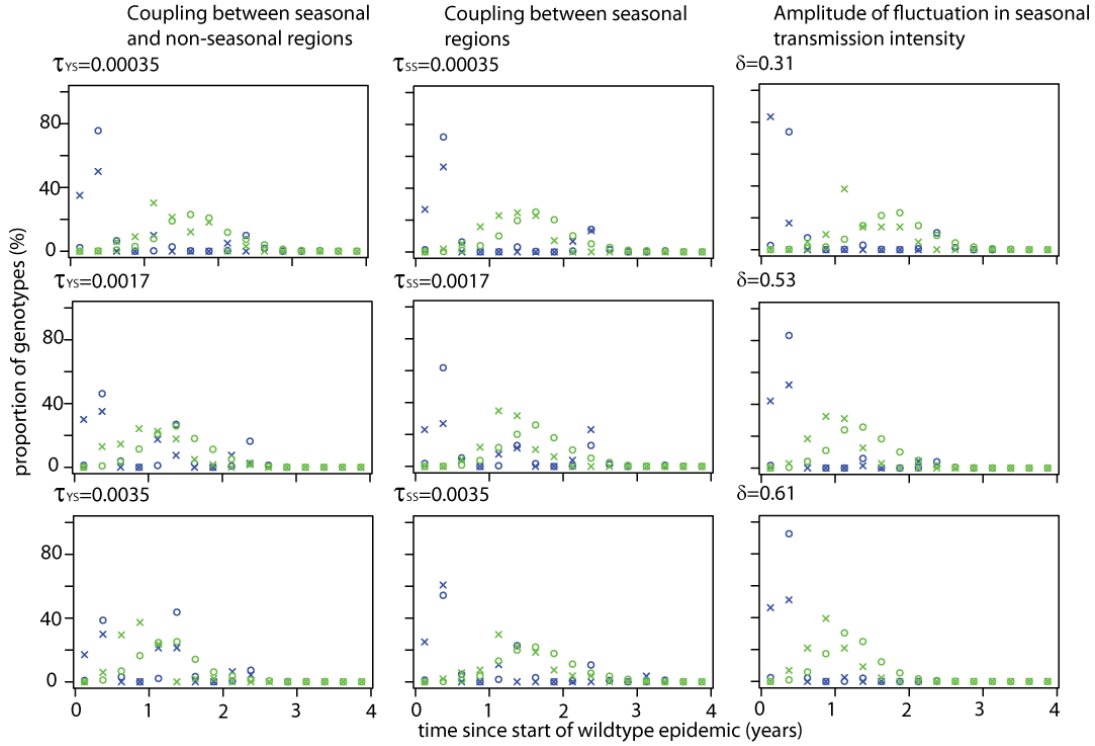 Coupling between seasonal
and non-seasonal regions
Coupling between seasonal
regions
Amplitude of fluctuation in seasonal
transmission intensity
τYS=0.00035
τSS=0.00035
δ=0.31
80
40
0
τYS=0.0017
τSS=0.0017
δ=0.53
80
40
0
τYS=0.0035
τSS=0.0035
δ=0.61
80
40
0
proportion of genotypes (%)
0 1 2 3 4
0 1 2 3 4
0 1 2 3 4
time since start of wildtype epidemic (years)